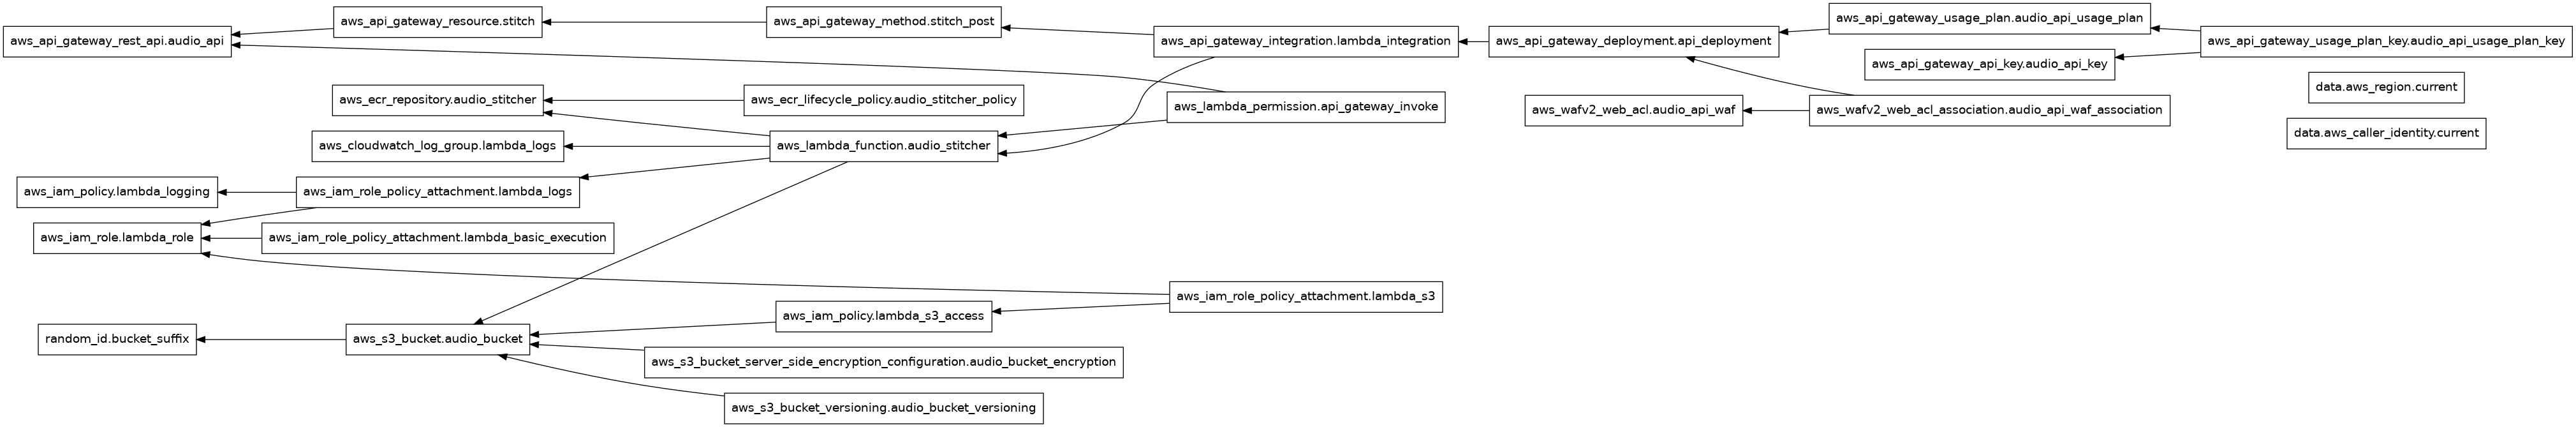 aws_api_gateway_rest_api.audio_api
aws_api_gateway_resource.stitch
aws_api_gateway_method.stitch_post
aws_api_gateway_integration.lambda_integration
aws_api_gateway_deployment.api_deployment
aws_api_gateway_usage_plan.audio_api_usage_plan
aws_api_gateway_usage_plan_key.audio_api_usage_plan_key
aws_api_gateway_api_key.audio_api_key
data.aws_region.current
aws_ecr_repository.audio_stitcher
aws_ecr_lifecycle_policy.audio_stitcher_policy
aws_lambda_permission.api_gateway_invoke
aws_wafv2_web_acl.audio_api_waf
aws_wafv2_web_acl_association.audio_api_waf_association
data.aws_caller_identity.current
aws_cloudwatch_log_group.lambda_logs
aws_lambda_function.audio_stitcher
aws_iam_policy.lambda_logging
aws_iam_role_policy_attachment.lambda_logs
aws_iam_role.lambda_role
aws_iam_role_policy_attachment.lambda_basic_execution
aws_iam_role_policy_attachment.lambda_s3
aws_iam_policy.lambda_s3_access
random_id.bucket_suffix
aws_s3_bucket.audio_bucket
aws_s3_bucket_server_side_encryption_configuration.audio_bucket_encryption
aws_s3_bucket_versioning.audio_bucket_versioning